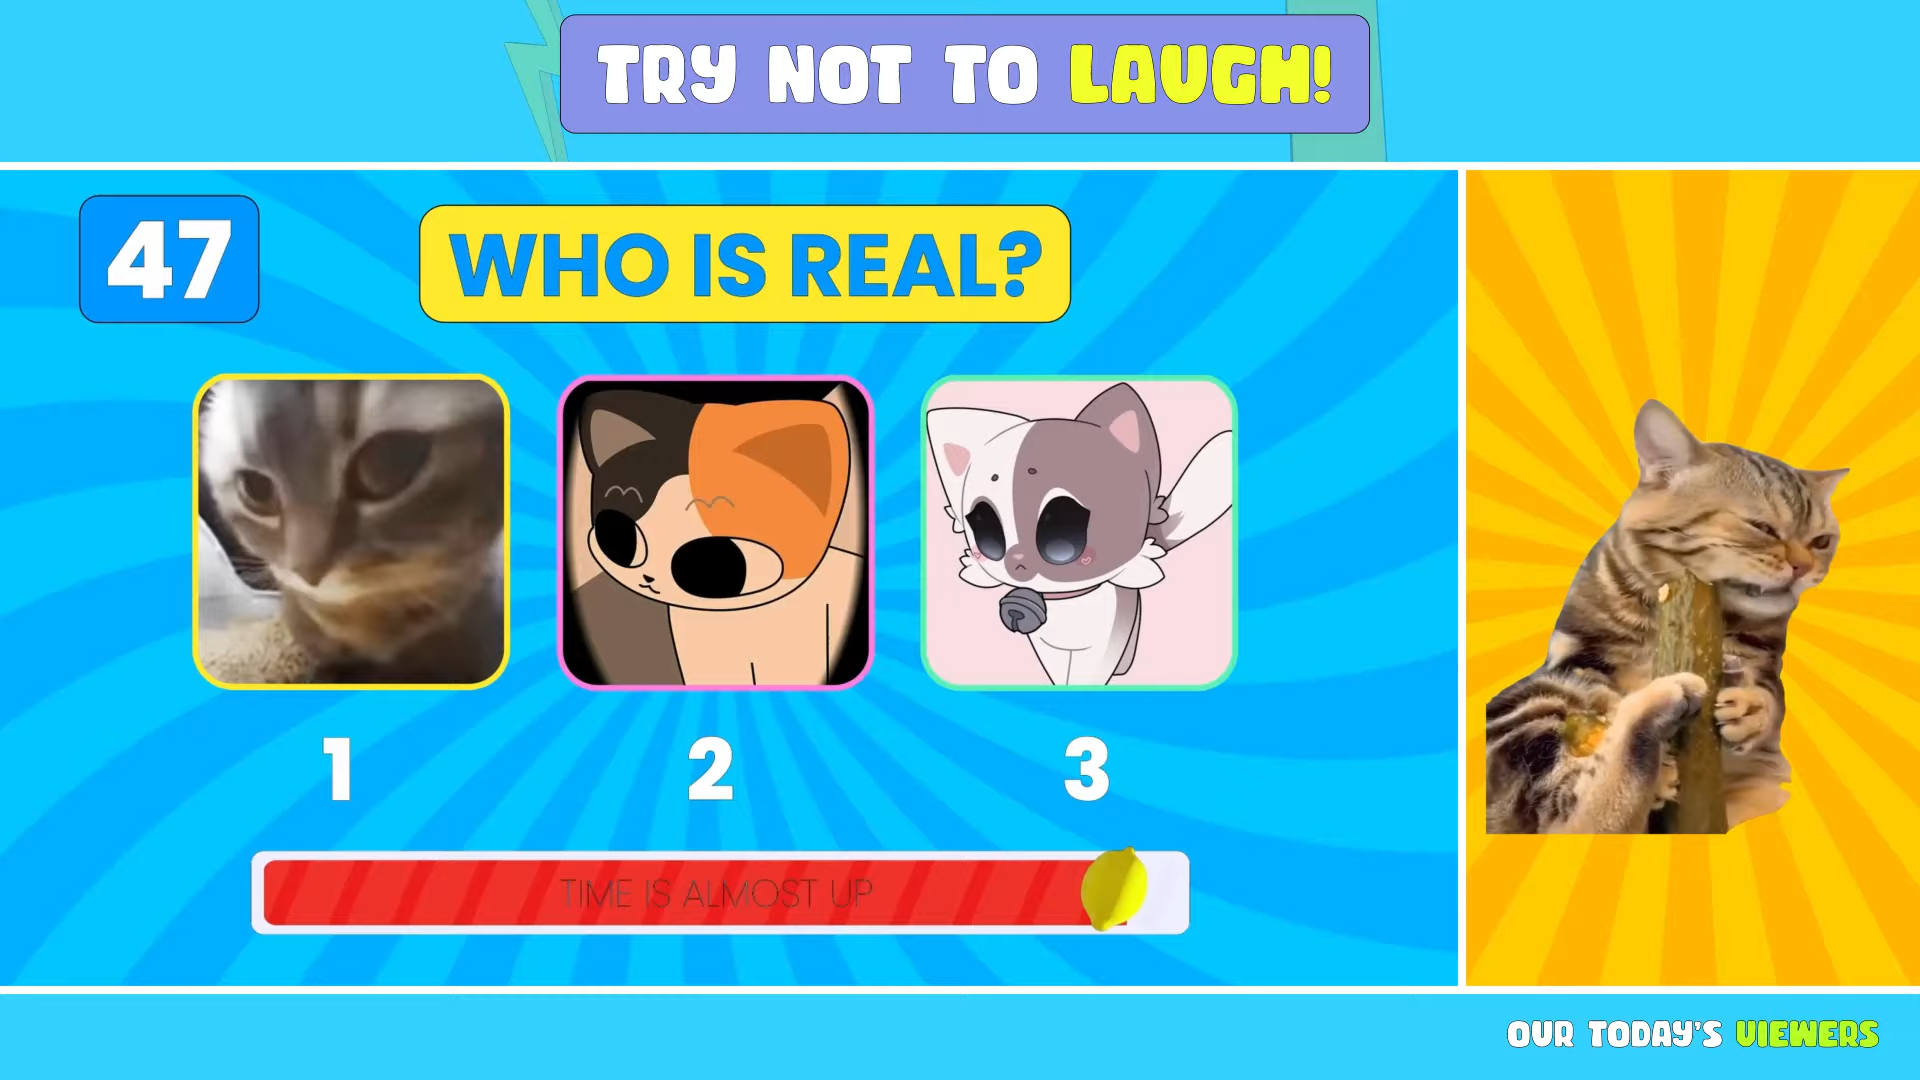 TRY NOT TO LAUGH!
47
WHO IS REAL?
1
2
3
TIME IS ALMOST UP
OUR TODAY'S VIEWERS